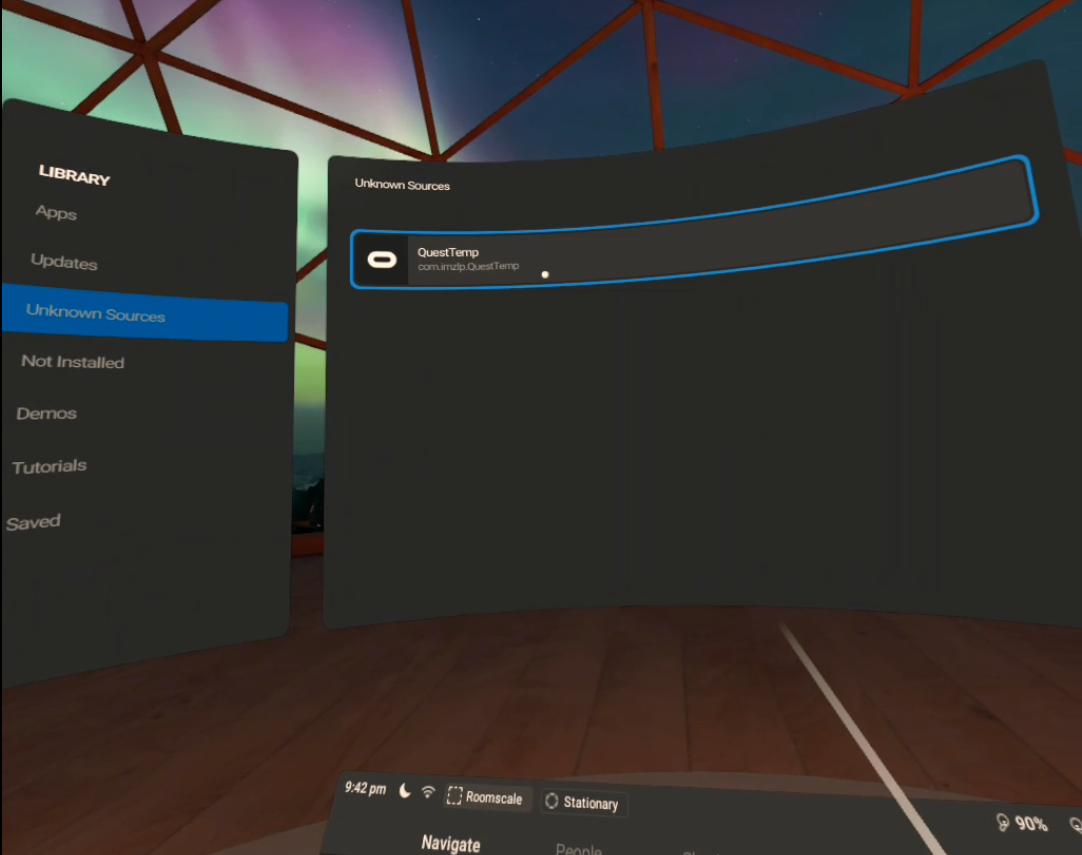 LIBRARY
Apps
Updates
Unknown Sources
Not Installed
Demos
Tutorials
Saved
Unknown Sources
QuestTemp
com.imzlp.QuestTemp
9:42 pm
Roomscale
Stationary
90%
Navigate
People